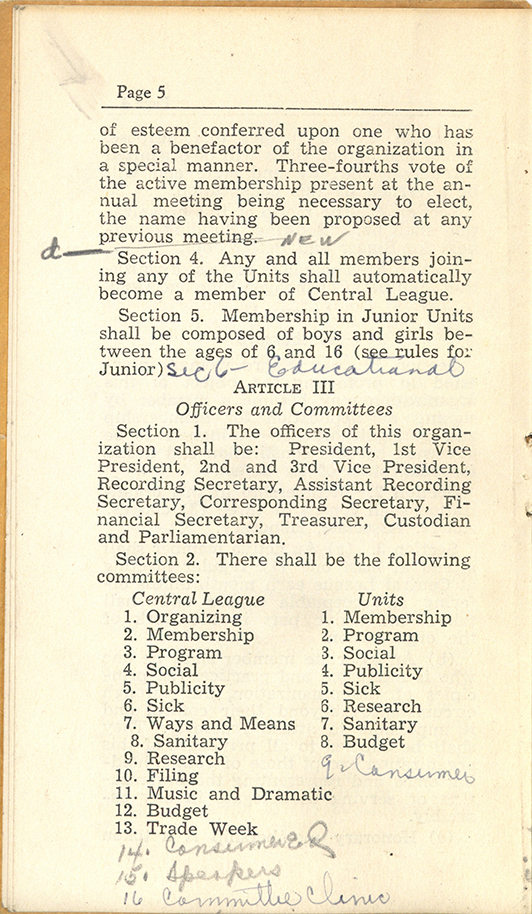 Page 5
of esteem conferred upon one who has
been a benefactor of the organization in
a special manner. Three-fourths vote of
the active membership present at the an-
nual meeting being necessary to elect,
the name having been proposed at any
previous meeting. NEW
d—
Section 4. Any and all members join-
ing any of the Units shall automatically
become a member of Central League.
Section 5. Membership in Junior Units
shall be composed of boys and girls be-
tween the ages of 6 and 16 (see rules for
Junior) Sec 6— Educational
ARTICLE III
Officers and Committees
Section 1. The officers of this organ-
ization shall be: President, 1st Vice
President, 2nd and 3rd Vice President,
Recording Secretary, Assistant Recording
Secretary, Corresponding Secretary, Fi-
nancial Secretary, Treasurer, Custodian
and Parliamentarian.
Section 2. There shall be the following
committees:
Central League Units
1. Organizing 1. Membership
2. Membership 2. Program
3. Program 3. Social
4. Social 4. Publicity
5. Publicity 5. Sick
6. Sick 6. Research
7. Ways and Means 7. Sanitary
8. Sanitary 8. Budget
9. Research 9. Consumer
10. Filing
11. Music and Dramatic
12. Budget
13. Trade Week
14. Consumer
15. Speakers
16 Committee Clinic